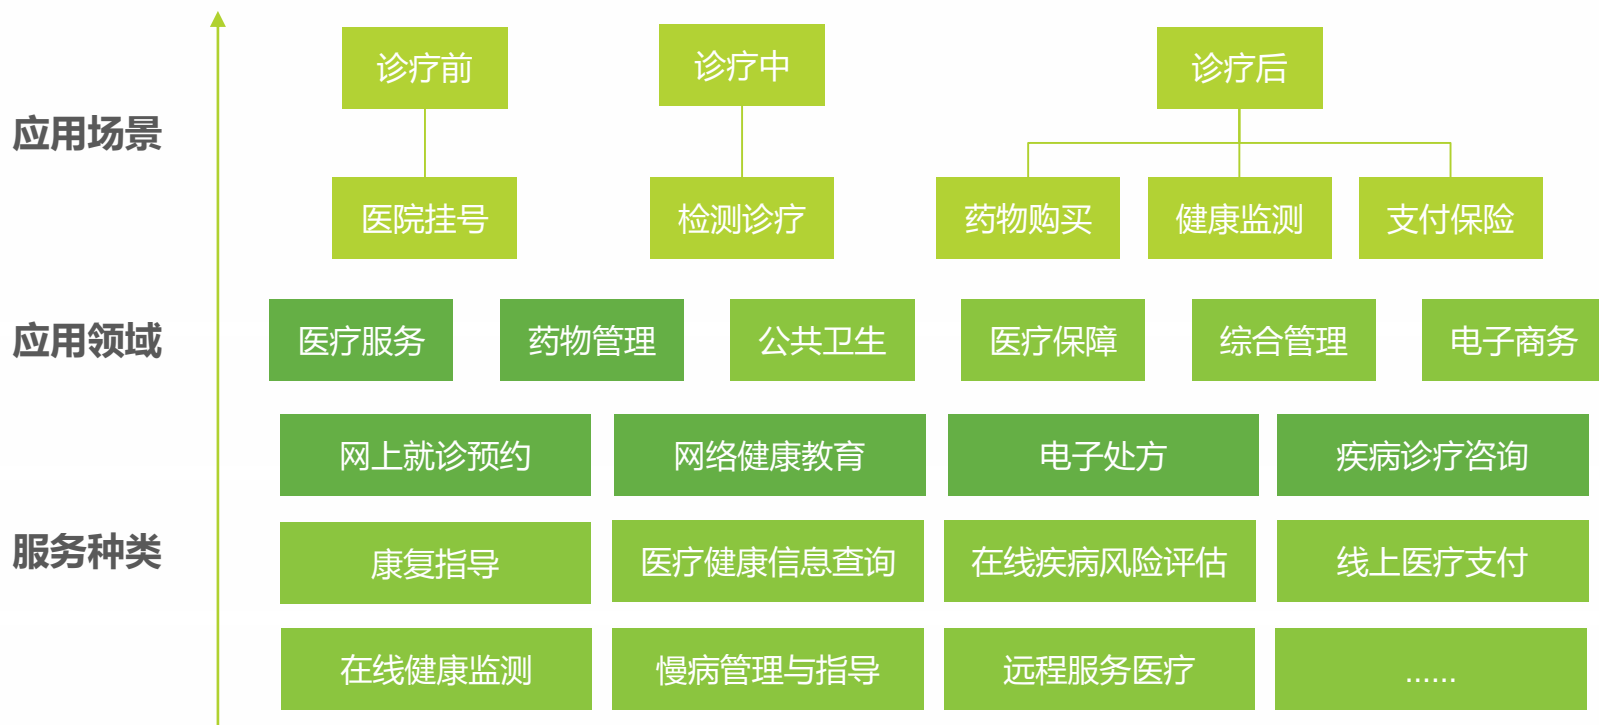 诊疗前
诊疗中
诊疗后
应用场景
医院挂号
检测诊疗
药物购买
健康监测
支付保险
应用领域
医疗服务
药物管理
公共卫生
医疗保障
综合管理
电子商务
网上就诊预约
网络健康教育
电子处方
疾病诊疗咨询
服务种类
康复指导
医疗健康信息查询
在线疾病风险评估
线上医疗支付
在线健康监测
慢病管理与指导
远程服务医疗
......